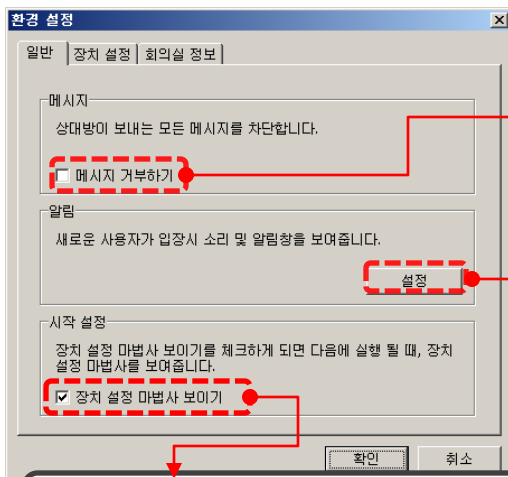 환경 설정
일반 장치 설정 회의실 정보
메시지
상대방이 보내는 모든 메시지를 차단합니다.
메시지 거부하기
알림
새로운 사용자가 입장시 소리 및 알림창을 보여줍니다.
설정
시작 설정
장치 설정 마법사 보이기를 체크하게 되면 다음에 실행 될 때, 장치
설정 마법사를 보여줍니다.
장치 설정 마법사 보이기
확인 취소